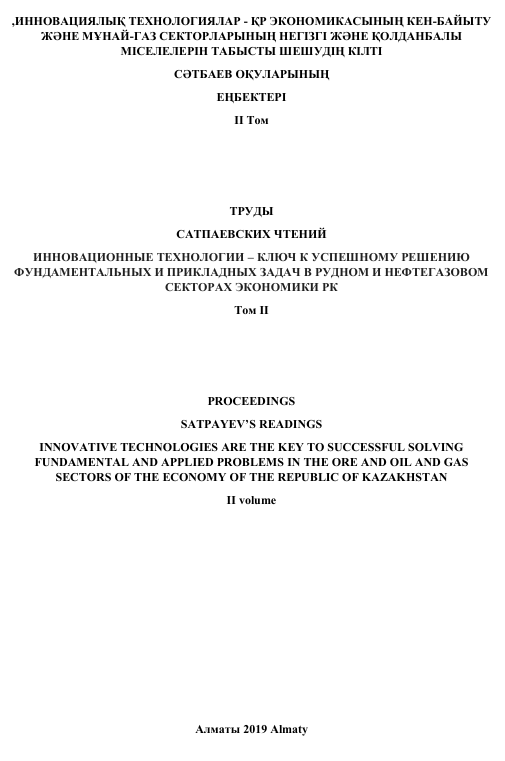 ,ИННОВАЦИЯЛЫҚ ТЕХНОЛОГИЯЛАР - ҚР ЭКОНОМИКАСЫНЫҢ КЕН-БАЙЫТУ
ЖӘНЕ МҰНАЙ-ГАЗ СЕКТОРЛАРЫНЫҢ НЕГІЗГІ ЖӘНЕ ҚОЛДАНБАЛЫ
МІСЕЛЕЛЕРІН ТАБЫСТЫ ШЕШУДІҢ КІЛТІ
СӘТБАЕВ ОҚУЛАРЫНЫҢ
ЕҢБЕКТЕРІ
II Том
ТРУДЫ
САТПАЕВСКИХ ЧТЕНИЙ
ИННОВАЦИОННЫЕ ТЕХНОЛОГИИ – КЛЮЧ К УСПЕШНОМУ РЕШЕНИЮ
ФУНДАМЕНТАЛЬНЫХ И ПРИКЛАДНЫХ ЗАДАЧ В РУДНОМ И НЕФТЕГАЗОВОМ
СЕКТОРАХ ЭКОНОМИКИ РК
Том II
PROCEEDINGS
SATPAYEV’S READINGS
INNOVATIVE TECHNOLOGIES ARE THE KEY TO SUCCESSFUL SOLVING
FUNDAMENTAL AND APPLIED PROBLEMS IN THE ORE AND OIL AND GAS
SECTORS OF THE ECONOMY OF THE REPUBLIC OF KAZAKHSTAN
II volume
Алматы 2019 Almaty